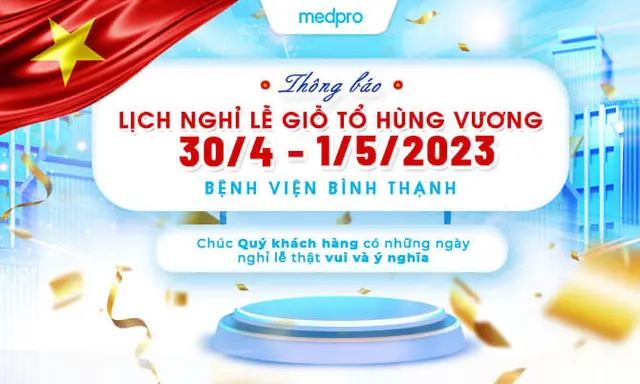 medpro
Thông báo
LỊCH NGHỈ LỄ GIỖ TỔ HÙNG VƯƠNG
30/4 - 1/5/2023
BỆNH VIỆN BÌNH THẠNH
Chúc Quý khách hàng có những ngày
nghỉ lễ thật vui và ý nghĩa